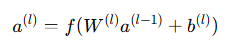 a^{(l)} = f(W^{(l)}a^{(l−1)} + b^{(l)})